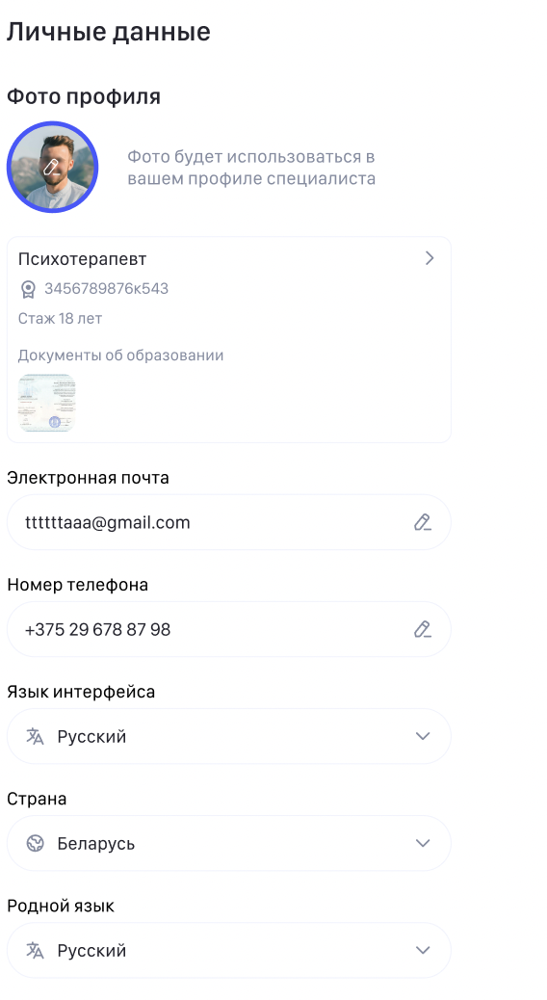 Личные данные
Фото профиля
Фото будет использоваться в
вашем профиле специалиста
Психотерапевт
3456789876к543
Стаж 18 лет
Документы об образовании
Электронная почта
ttttttaaa@gmail.com
Номер телефона
+375 29 678 87 98
Язык интерфейса
Русский
Страна
Беларусь
Родной язык
Русский